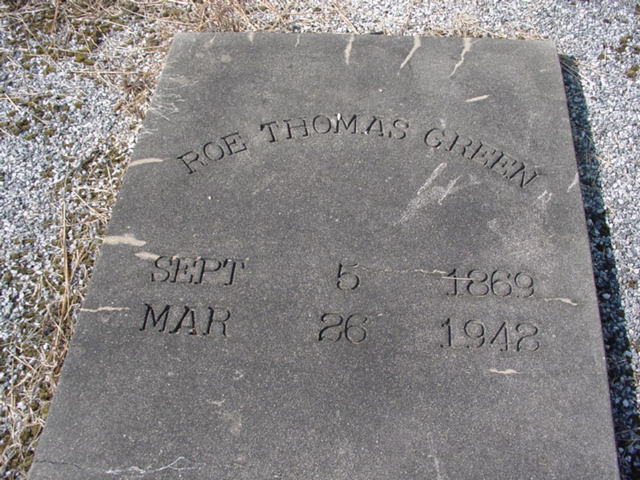 ROE THOMAS GREEN
SEPT 5 1869
MAR 26 1942